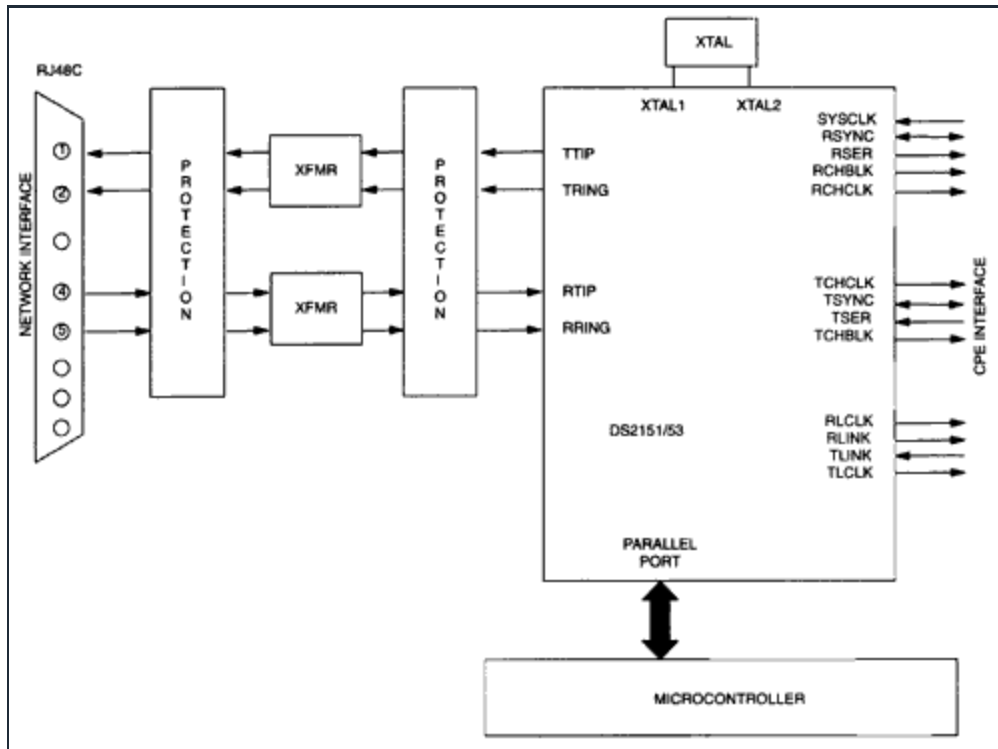 XTAL
RJ48C
XTAL1 XTAL2
SYSCLK
RSYNC
RSER
RCHBLK
RCHCLK
1
2
4
5
NETWORK INTERFACE
PROTECTION
XFMR
XFMR
PROTECTION
TTIP
TRING
RTIP
RRING
TCHCLK
TSYNC
TSER
TCHBLK
CPE INTERFACE
RLCLK
RLINK
TLINK
TLCLK
DS2151/53
PARALLEL
PORT
MICROCONTROLLER